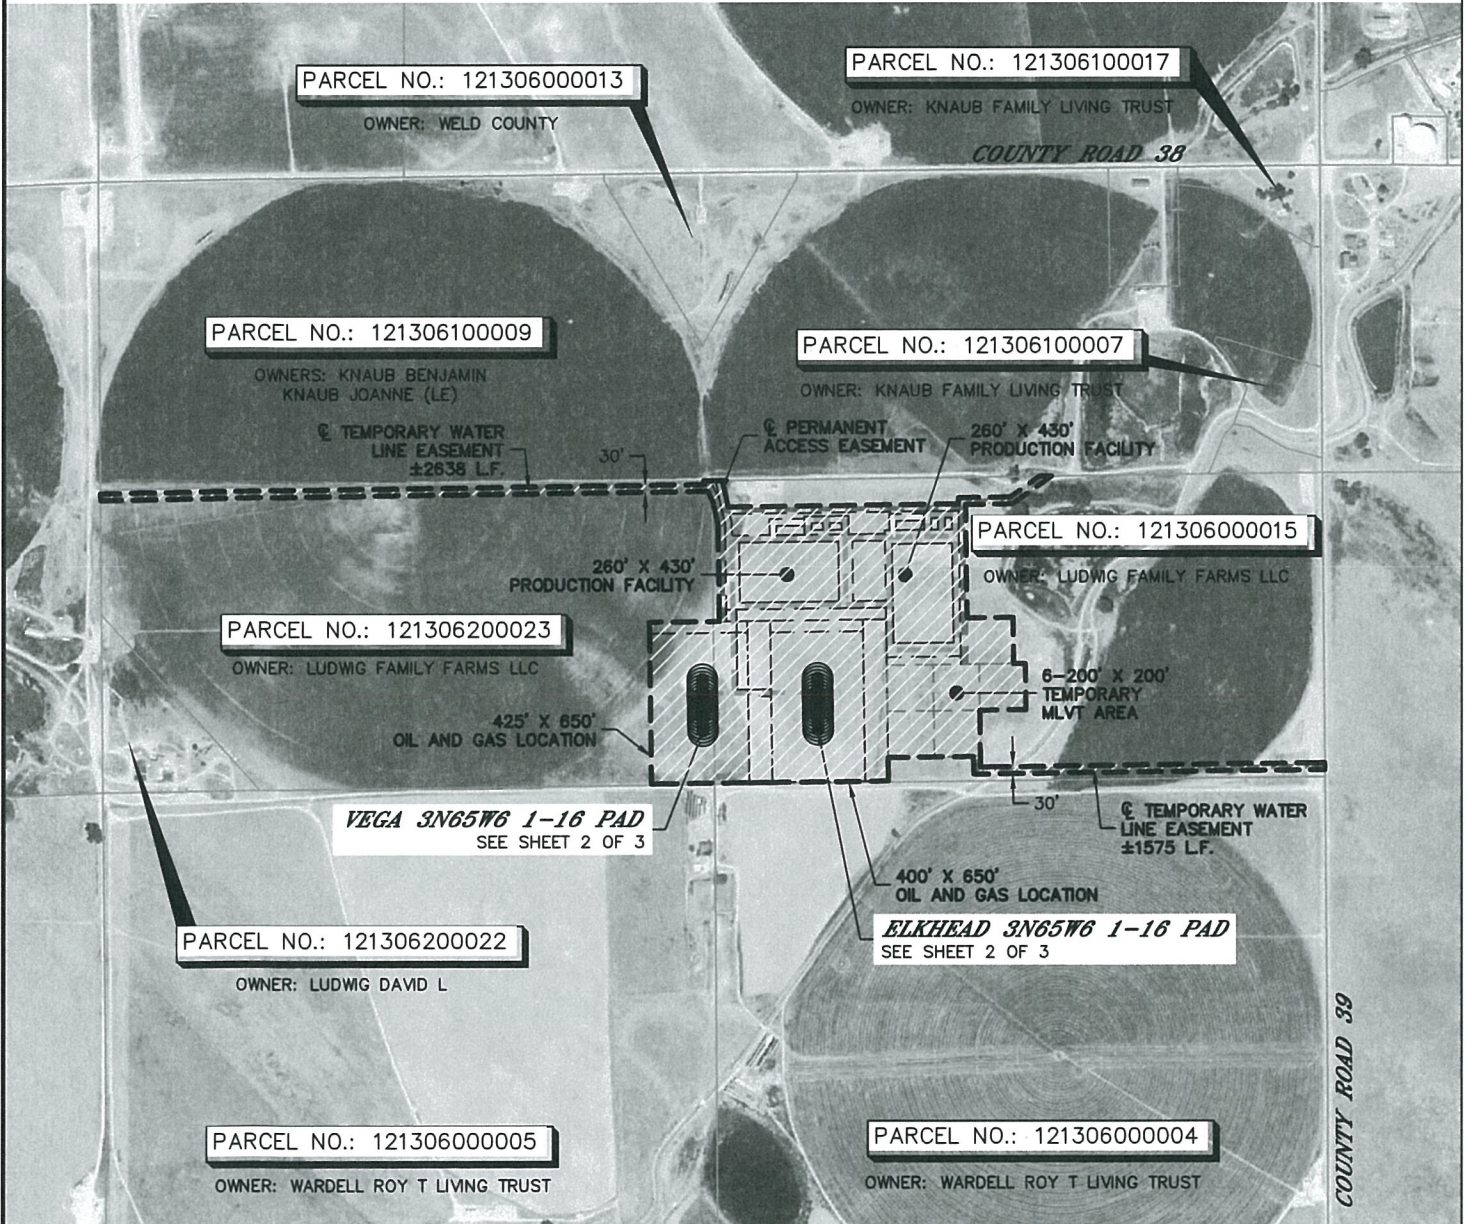 PARCEL NO.: 121306000013
OWNER: WELD COUNTY
PARCEL NO.: 121306100017
OWNER: KNAUB FAMILY LIVING TRUST
COUNTY ROAD 38
PARCEL NO.: 121306100009
OWNERS: KNAUB BENJAMIN
KNAUB JOANNE (LE)
PARCEL NO.: 121306100007
OWNER: KNAUB FAMILY LIVING TRUST
℄ TEMPORARY WATER
LINE EASEMENT
±2638 L.F.
30'
℄ PERMANENT
ACCESS EASEMENT
260' X 430'
PRODUCTION FACILITY
PARCEL NO.: 121306000015
OWNER: LUDWIG FAMILY FARMS LLC
260' X 430'
PRODUCTION FACILITY
PARCEL NO.: 121306200023
OWNER: LUDWIG FAMILY FARMS LLC
425' X 650'
OIL AND GAS LOCATION
6-200' X 200'
TEMPORARY
MLVT AREA
VEGA 3N65W6 1-16 PAD
SEE SHEET 2 OF 3
30'
℄ TEMPORARY WATER
LINE EASEMENT
±1575 L.F.
400' X 650'
OIL AND GAS LOCATION
ELKHEAD 3N65W6 1-16 PAD
SEE SHEET 2 OF 3
PARCEL NO.: 121306200022
OWNER: LUDWIG DAVID L
COUNTY ROAD 39
PARCEL NO.: 121306000005
OWNER: WARDELL ROY T LIVING TRUST
PARCEL NO.: 121306000004
OWNER: WARDELL ROY T LIVING TRUST